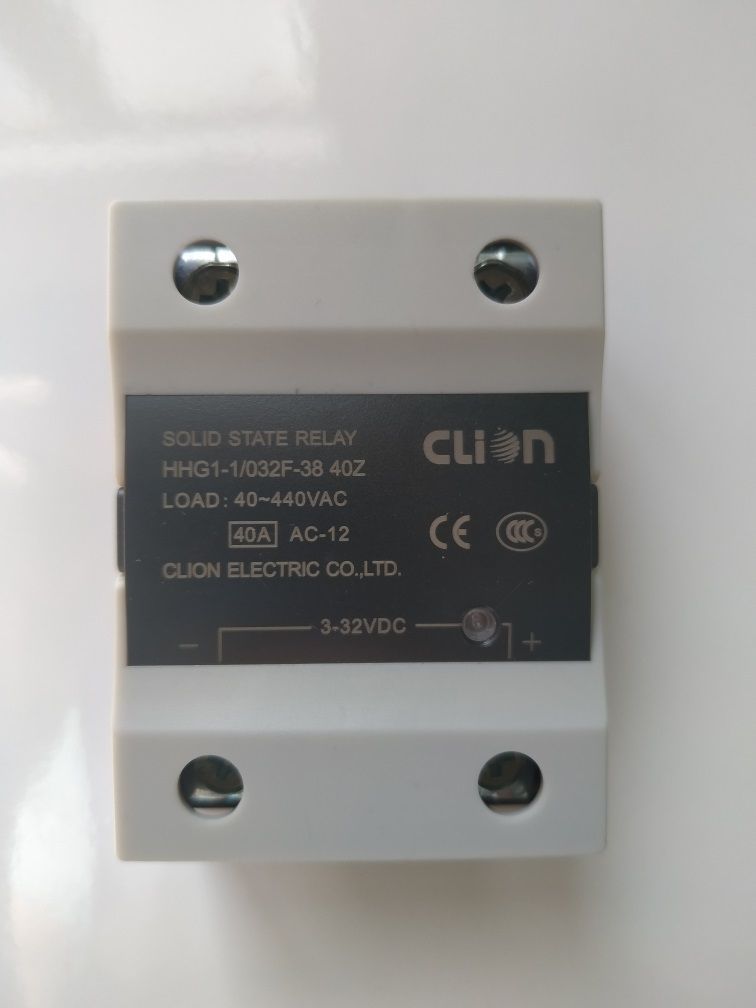 SOLID STATE RELAY
CLION
HHG1-1/032F-38 40Z
LOAD: 40~440VAC
40A AC-12
CE CCC S
CLION ELECTRIC CO.,LTD.
3-32VDC
- +